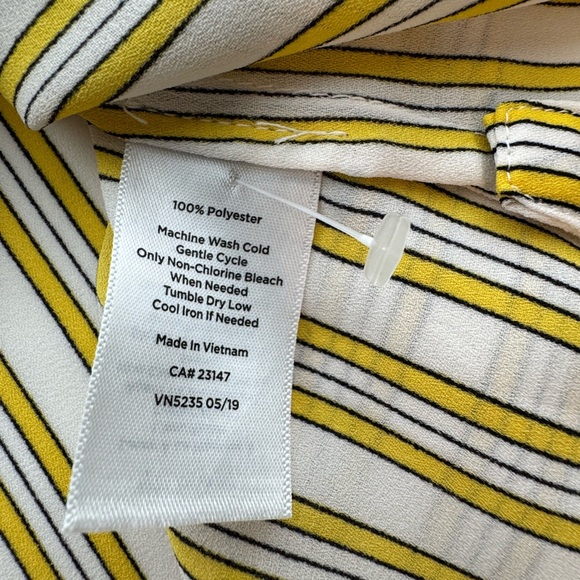 100% Polyester
Machine Wash Cold
Gentle Cycle
Only Non-Chlorine Bleach
When Needed
Tumble Dry Low
Cool Iron If Needed
Made In Vietnam
CA# 23147
VN5235 05/19